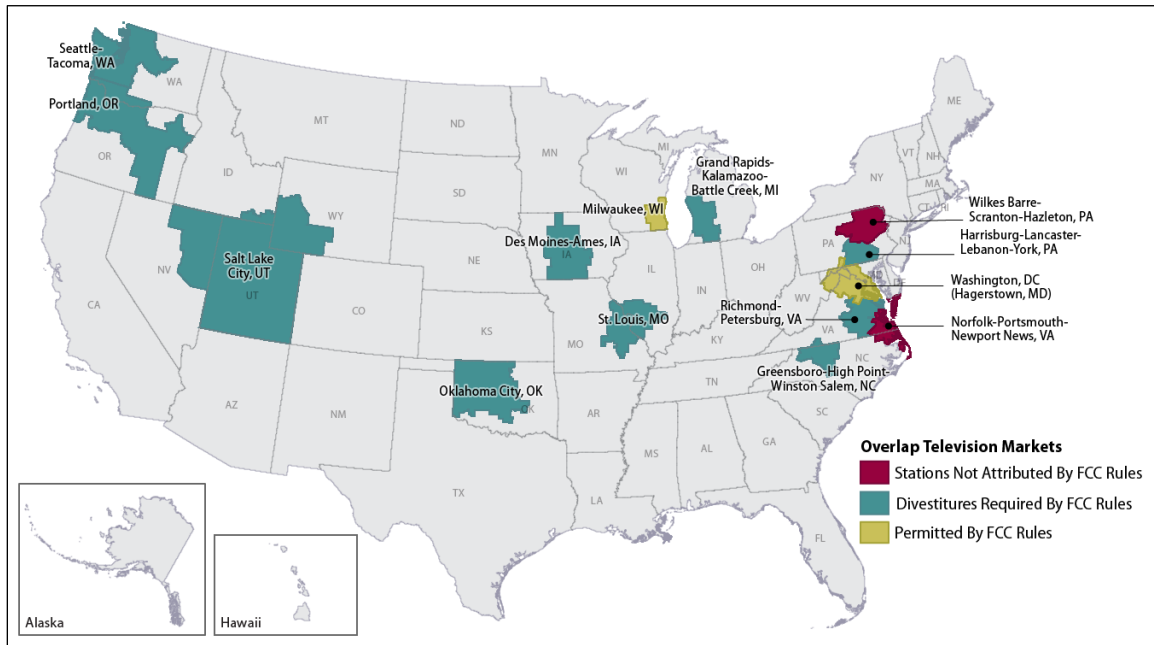 Seattle-
Tacoma, WA
WA
Portland, OR
OR
MT
ID
WY
NV
Salt Lake
City, UT
UT
CA
AZ
CO
NM
ND
SD
NE
KS
Oklahoma City, OK
OK
TX
MN
Des Moines-Ames, IA
IA
MO
St. Louis, MO
AR
LA
WI
Milwaukee, WI
MI
Grand Rapids-
Kalamazoo-
Battle Creek, MI
IL
IN
OH
KY
TN
MS
AL
GA
FL
SC
NC
Greensboro-High Point-
Winston Salem, NC
VA
WV
Richmond-
Petersburg, VA
PA
NY
VT
NH
ME
MA
CT
RI
NJ
MD
DE
Wilkes Barre-
Scranton-Hazleton, PA
Harrisburg-Lancaster-
Lebanon-York, PA
Washington, DC
(Hagerstown, MD)
Norfolk-Portsmouth-
Newport News, VA
Overlap Television Markets
Stations Not Attributed By FCC Rules
Divestitures Required By FCC Rules
Permitted By FCC Rules
Alaska
Hawaii